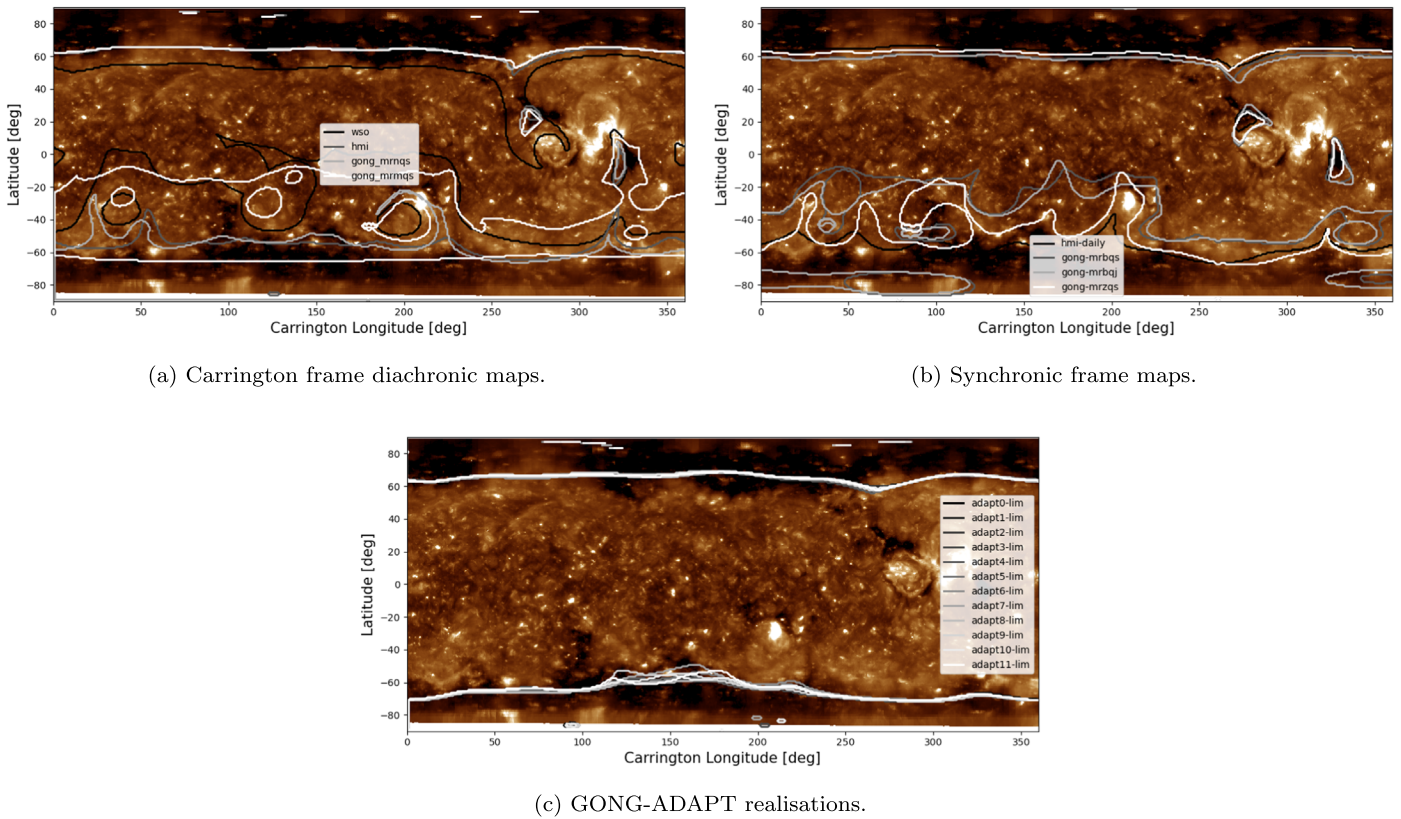 80
60
40
20
0
−20
−40
−60
−80
Latitude [deg]
wso
hmi
gong_mrnqs
gong_mrmqs
0 50 100 150 200 250 300 350
Carrington Longitude [deg]
(a) Carrington frame diachronic maps.
80
60
40
20
0
−20
−40
−60
−80
Latitude [deg]
hmi-daily
gong-mrbqs
gong-mrbqj
gong-mrzqs
0 50 100 150 200 250 300 350
Carrington Longitude [deg]
(b) Synchronic frame maps.
80
60
40
20
0
−20
−40
−60
−80
Latitude [deg]
adapt0-lim
adapt1-lim
adapt2-lim
adapt3-lim
adapt4-lim
adapt5-lim
adapt6-lim
adapt7-lim
adapt8-lim
adapt9-lim
adapt10-lim
adapt11-lim
0 50 100 150 200 250 300 350
Carrington Longitude [deg]
(c) GONG-ADAPT realisations.